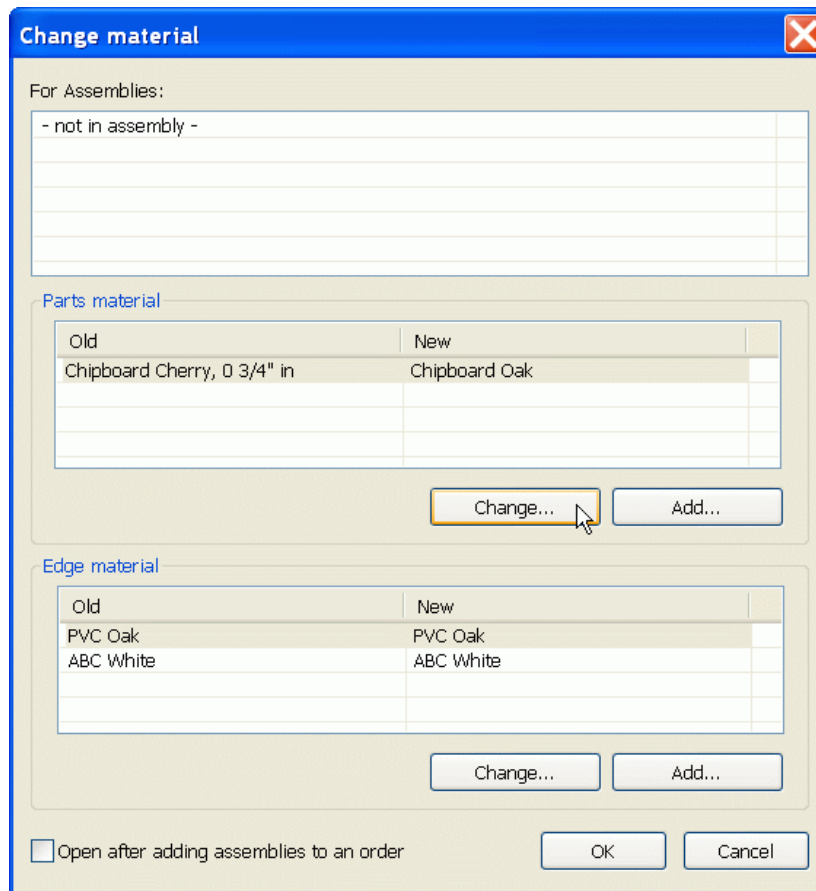 Change material
For Assemblies:
- not in assembly -
Parts material
Old New
Chipboard Cherry, 0 3/4" in Chipboard Oak
Change... Add...
Edge material
Old New
PVC Oak PVC Oak
ABC White ABC White
Change... Add...
Open after adding assemblies to an order OK Cancel